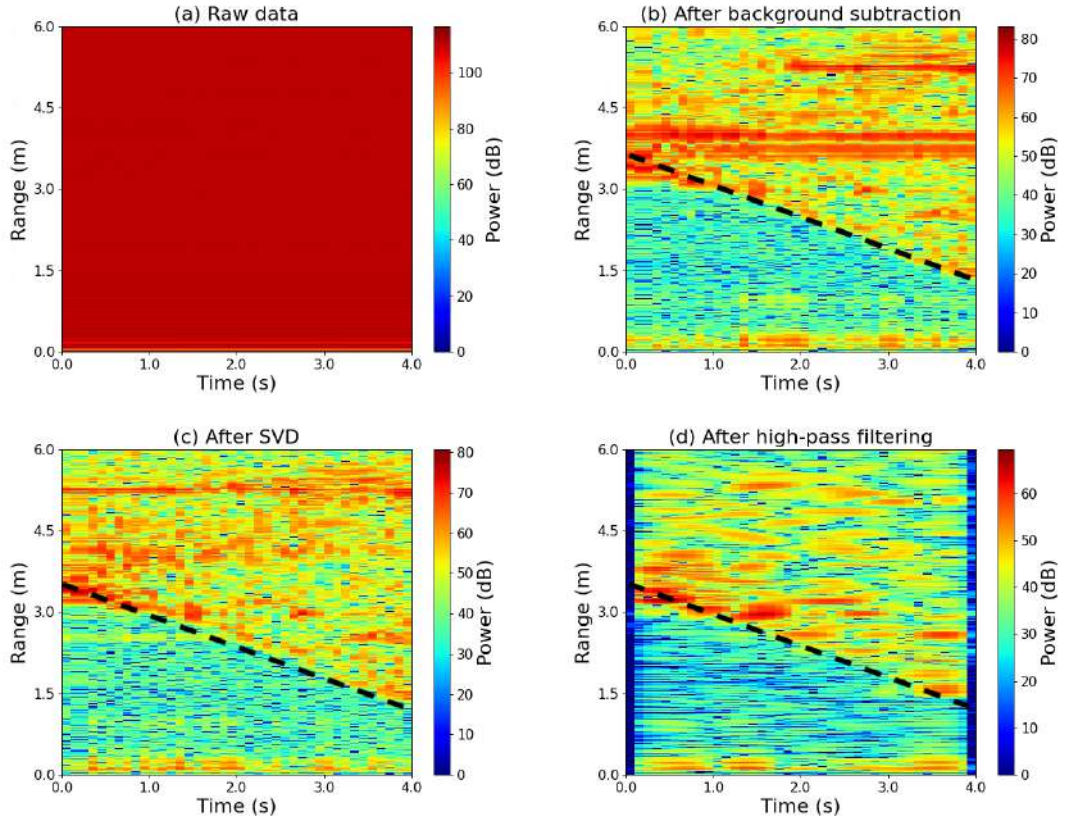 (a) Raw data
6.0
4.5
3.0
1.5
0.0
Range (m)
0.0 1.0 2.0 3.0 4.0
Time (s)
100
80
60
40
20
0
Power (dB)
(b) After background subtraction
6.0
4.5
3.0
1.5
0.0
Range (m)
0.0 1.0 2.0 3.0 4.0
Time (s)
80
70
60
50
40
30
20
10
0
Power (dB)
(c) After SVD
6.0
4.5
3.0
1.5
0.0
Range (m)
0.0 1.0 2.0 3.0 4.0
Time (s)
80
70
60
50
40
30
20
10
0
Power (dB)
(d) After high-pass filtering
6.0
4.5
3.0
1.5
0.0
Range (m)
0.0 1.0 2.0 3.0 4.0
Time (s)
60
50
40
30
20
10
0
Power (dB)